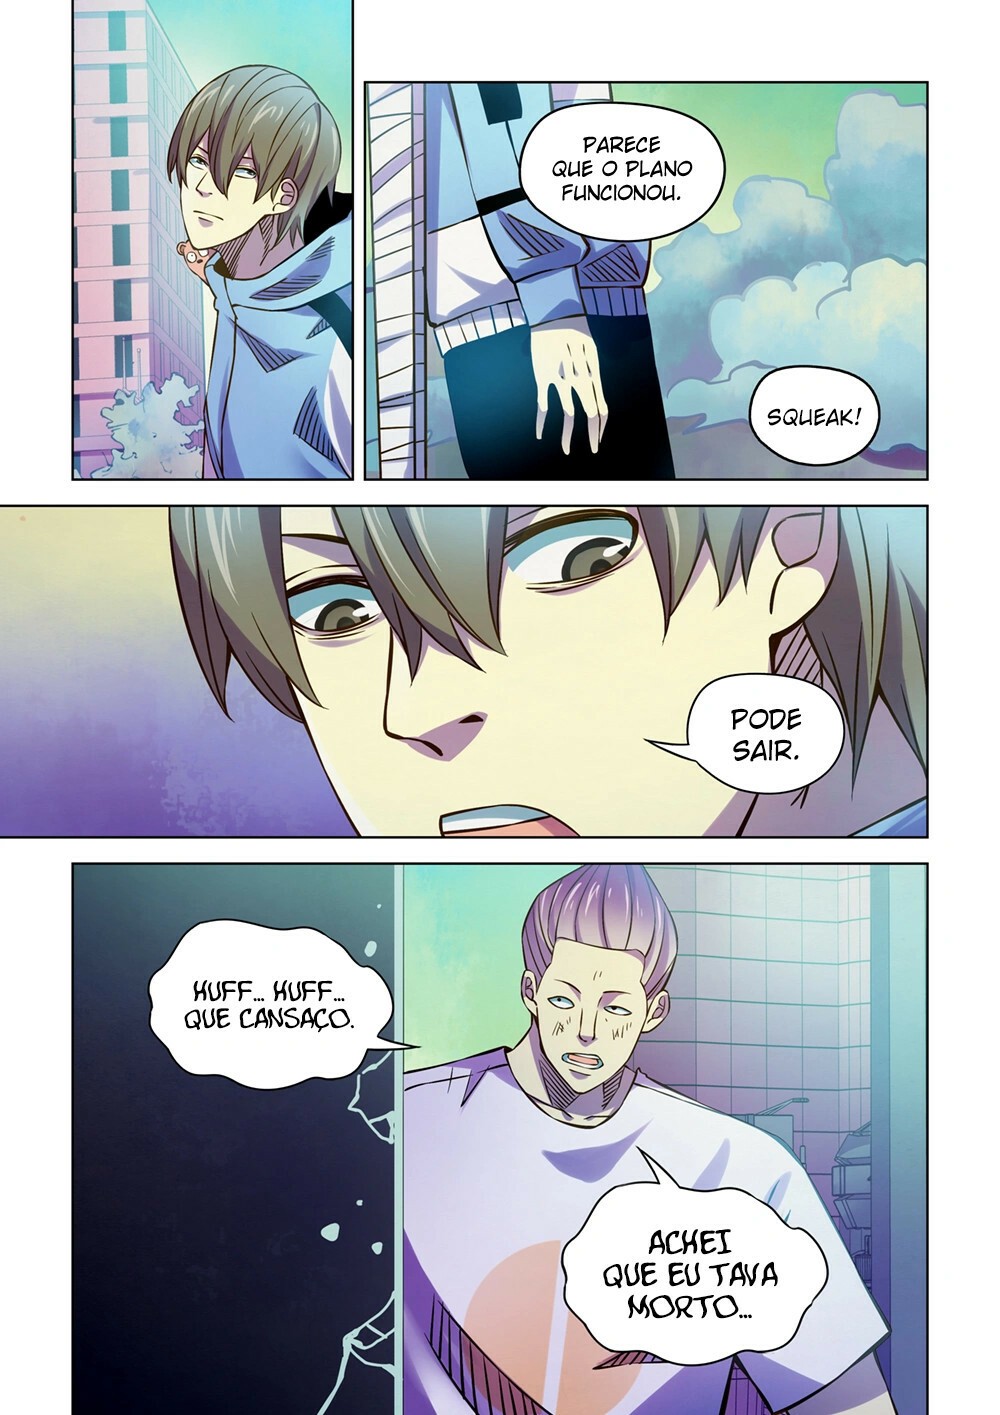 PARECE
QUE O PLANO
FUNCIONOU.
SQUEAK!
PODE
SAIR.
HUFF... HUFF...
QUE CANSAÇO.
ACHEI
QUE EU TAVA
MORTO...